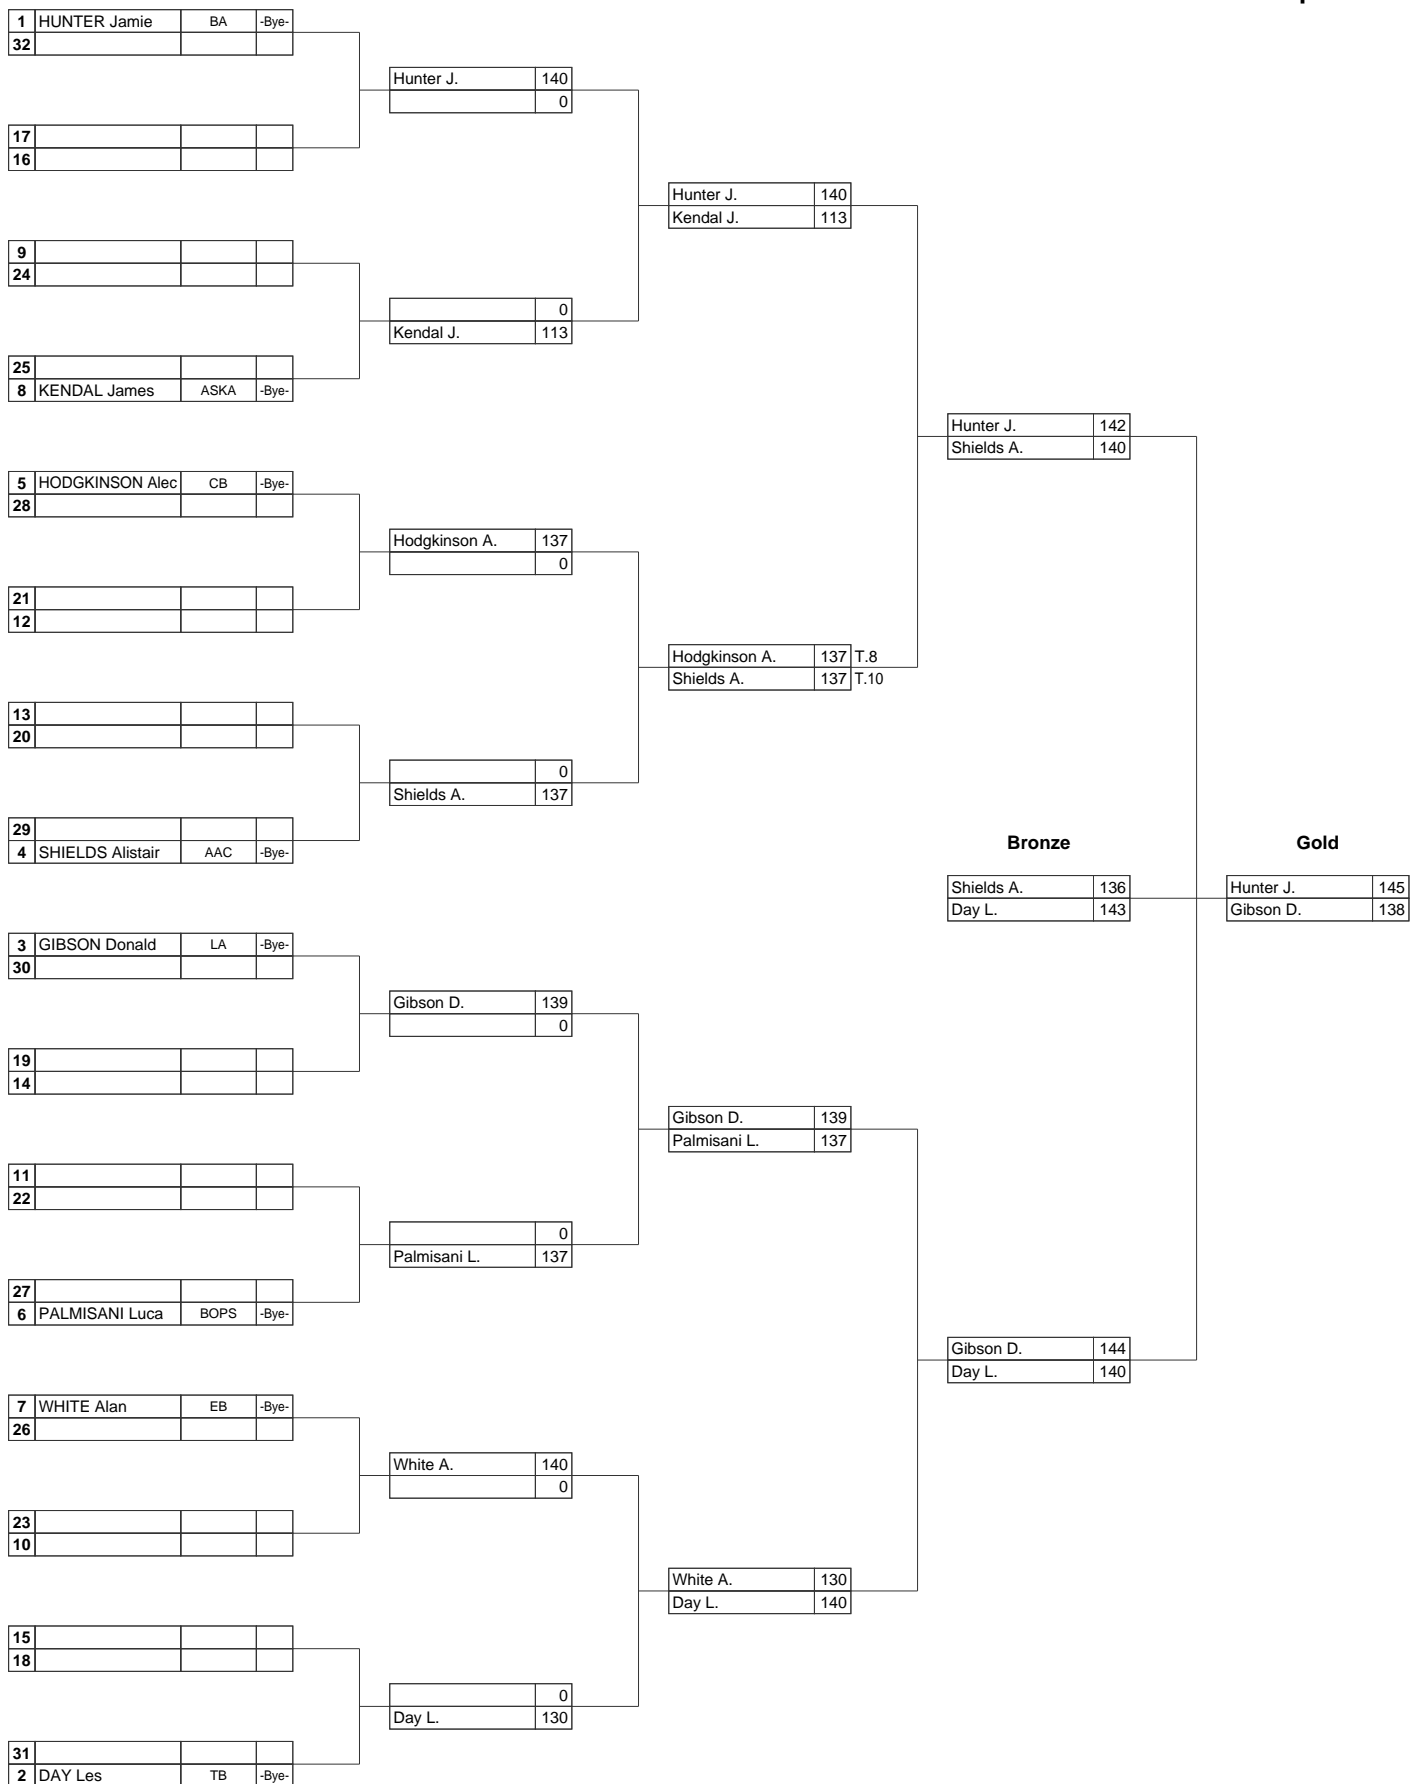 1 HUNTER Jamie BA -Bye-
32
Hunter J. 140
0
17
16
Hunter J. 140
Kendal J. 113
9
24
0
Kendal J. 113
25
8 KENDAL James ASKA -Bye-
Hunter J. 142
Shields A. 140
5 HODGKINSON Alec CB -Bye-
28
Hodgkinson A. 137
0
21
12
Hodgkinson A. 137 T.8
Shields A. 137 T.10
13
20
0
Shields A. 137
29
4 SHIELDS Alistair AAC -Bye-
Bronze Gold
Shields A. 136 Hunter J. 145
Day L. 143 Gibson D. 138
3 GIBSON Donald LA -Bye-
30
Gibson D. 139
0
19
14
Gibson D. 139
Palmisani L. 137
11
22
0
Palmisani L. 137
27
6 PALMISANI Luca BOPS -Bye-
Gibson D. 144
Day L. 140
7 WHITE Alan EB -Bye-
26
White A. 140
0
23
10
White A. 130
Day L. 140
15
18
0
Day L. 130
31
2 DAY Les TB -Bye-